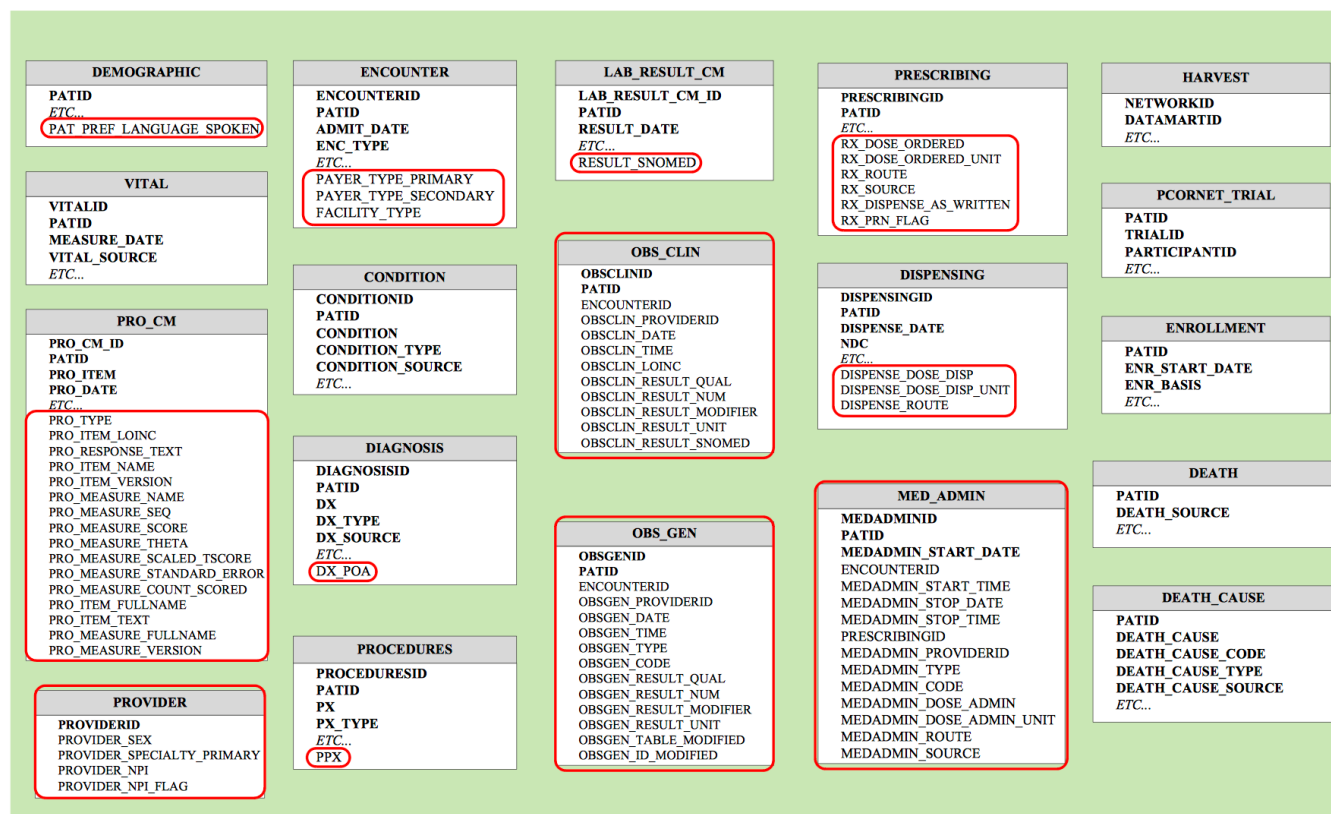 DEMOGRAPHIC
PATID
ETC...
PAT_PREF_LANGUAGE_SPOKEN
VITAL
VITALID
PATID
MEASURE_DATE
VITAL_SOURCE
ETC...
PRO_CM
PRO_CM_ID
PATID
PRO_ITEM
PRO_DATE
ETC...
PRO_TYPE
PRO_ITEM_LOINC
PRO_RESPONSE_TEXT
PRO_ITEM_NAME
PRO_ITEM_VERSION
PRO_MEASURE_NAME
PRO_MEASURE_SEQ
PRO_MEASURE_SCORE
PRO_MEASURE_THETA
PRO_MEASURE_SCALED_TSCORE
PRO_MEASURE_STANDARD_ERROR
PRO_MEASURE_COUNT_SCORED
PRO_ITEM_FULLNAME
PRO_ITEM_TEXT
PRO_MEASURE_FULLNAME
PRO_MEASURE_VERSION
PROVIDER
PROVIDERID
PROVIDER_SEX
PROVIDER_SPECIALTY_PRIMARY
PROVIDER_NPI
PROVIDER_NPI_FLAG
ENCOUNTER
ENCOUNTERID
PATID
ADMIT_DATE
ENC_TYPE
ETC...
PAYER_TYPE_PRIMARY
PAYER_TYPE_SECONDARY
FACILITY_TYPE
CONDITION
CONDITIONID
PATID
CONDITION
CONDITION_TYPE
CONDITION_SOURCE
ETC...
DIAGNOSIS
DIAGNOSISID
PATID
DX
DX_TYPE
DX_SOURCE
ETC...
DX_POA
PROCEDURES
PROCEDURESID
PATID
PX
PX_TYPE
ETC...
PPX
LAB_RESULT_CM
LAB_RESULT_CM_ID
PATID
RESULT_DATE
ETC...
RESULT_SNOMED
OBS_CLIN
OBSCLINID
PATID
ENCOUNTERID
OBSCLIN_PROVIDERID
OBSCLIN_DATE
OBSCLIN_TIME
OBSCLIN_LOINC
OBSCLIN_RESULT_QUAL
OBSCLIN_RESULT_NUM
OBSCLIN_RESULT_MODIFIER
OBSCLIN_RESULT_UNIT
OBSCLIN_RESULT_SNOMED
OBS_GEN
OBSGENID
PATID
ENCOUNTERID
OBSGEN_PROVIDERID
OBSGEN_DATE
OBSGEN_TIME
OBSGEN_TYPE
OBSGEN_CODE
OBSGEN_RESULT_QUAL
OBSGEN_RESULT_NUM
OBSGEN_RESULT_MODIFIER
OBSGEN_RESULT_UNIT
OBSGEN_TABLE_MODIFIED
OBSGEN_ID_MODIFIED
PRESCRIBING
PRESCRIBINGID
PATID
ETC...
RX_DOSE_ORDERED
RX_DOSE_ORDERED_UNIT
RX_ROUTE
RX_SOURCE
RX_DISPENSE_AS_WRITTEN
RX_PRN_FLAG
DISPENSING
DISPENSINGID
PATID
DISPENSE_DATE
NDC
ETC...
DISPENSE_DOSE_DISP
DISPENSE_DOSE_DISP_UNIT
DISPENSE_ROUTE
MED_ADMIN
MEDADMINID
PATID
MEDADMIN_START_DATE
ENCOUNTERID
MEDADMIN_START_TIME
MEDADMIN_STOP_DATE
MEDADMIN_STOP_TIME
PRESCRIBINGID
MEDADMIN_PROVIDERID
MEDADMIN_TYPE
MEDADMIN_CODE
MEDADMIN_DOSE_ADMIN
MEDADMIN_DOSE_ADMIN_UNIT
MEDADMIN_ROUTE
MEDADMIN_SOURCE
HARVEST
NETWORKID
DATAMARTID
ETC...
PCORNET_TRIAL
PATID
TRIALID
PARTICIPANTID
ETC...
ENROLLMENT
PATID
ENR_START_DATE
ENR_BASIS
ETC...
DEATH
PATID
DEATH_SOURCE
ETC...
DEATH_CAUSE
PATID
DEATH_CAUSE
DEATH_CAUSE_CODE
DEATH_CAUSE_TYPE
DEATH_CAUSE_SOURCE
ETC...